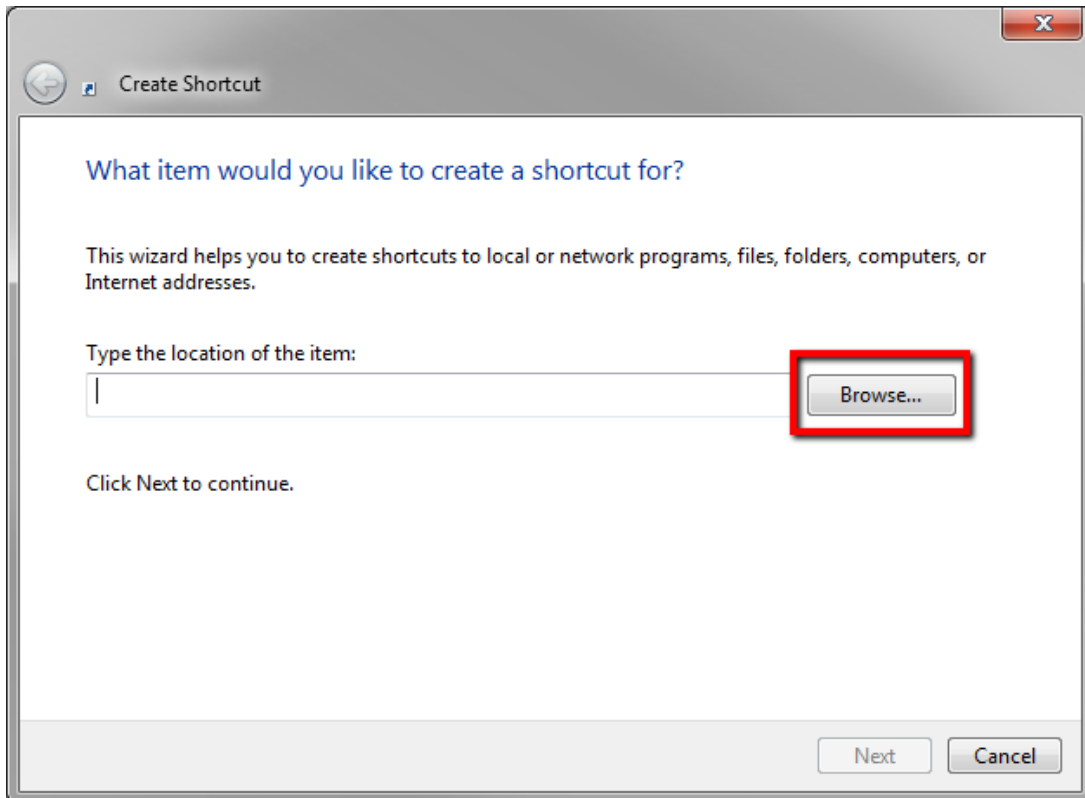 Create Shortcut
What item would you like to create a shortcut for?
This wizard helps you to create shortcuts to local or network programs, files, folders, computers, or
Internet addresses.
Type the location of the item:
Browse...
Click Next to continue.
Next
Cancel